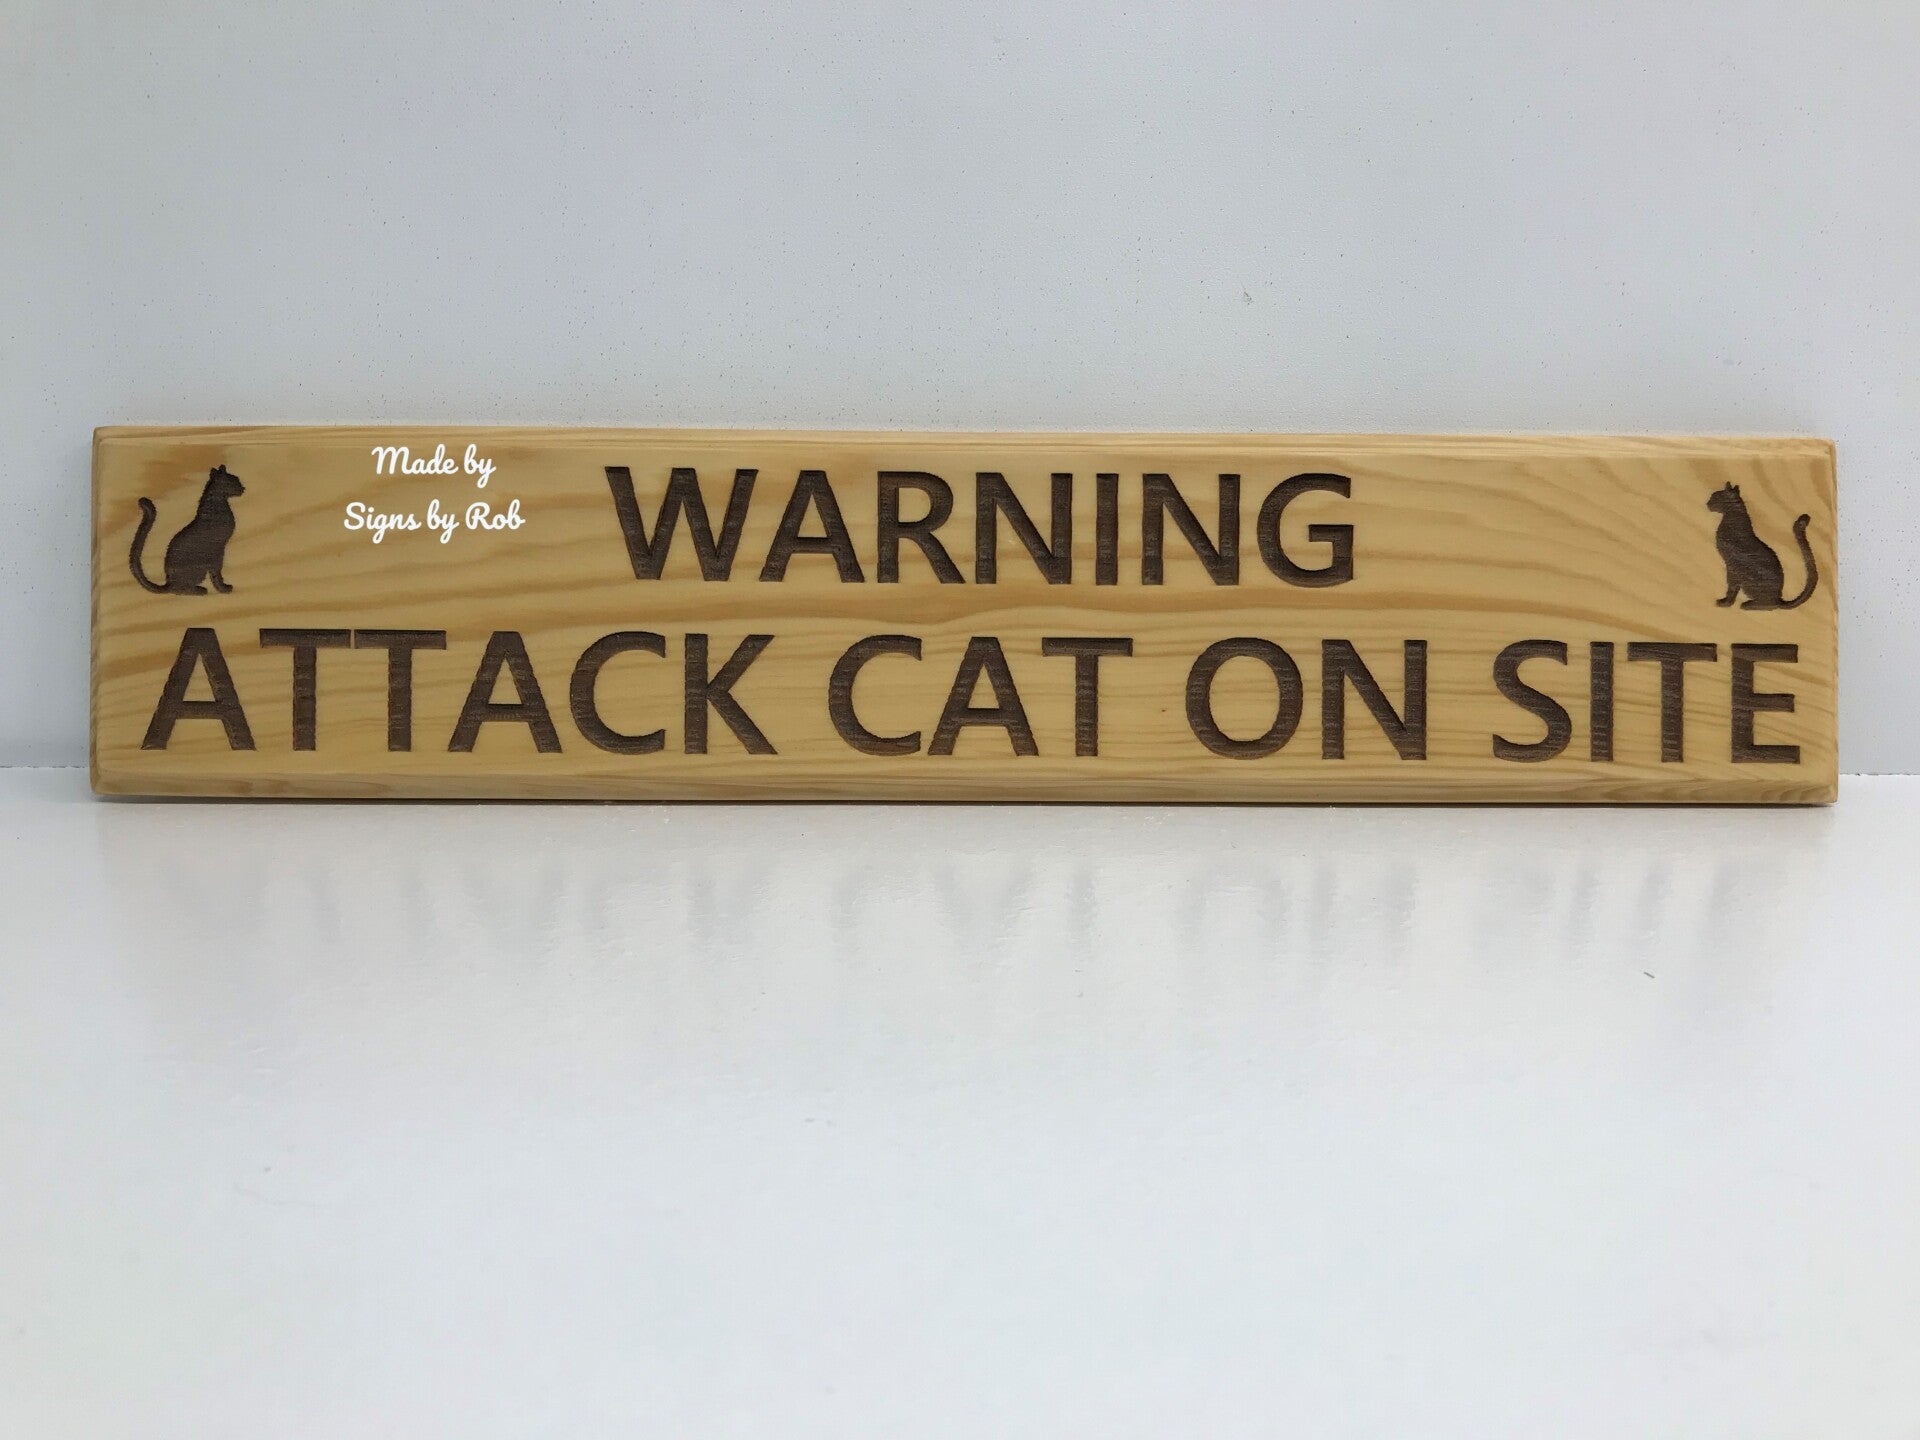 Made by
Signs by Rob
WARNING
ATTACK CAT ON SITE